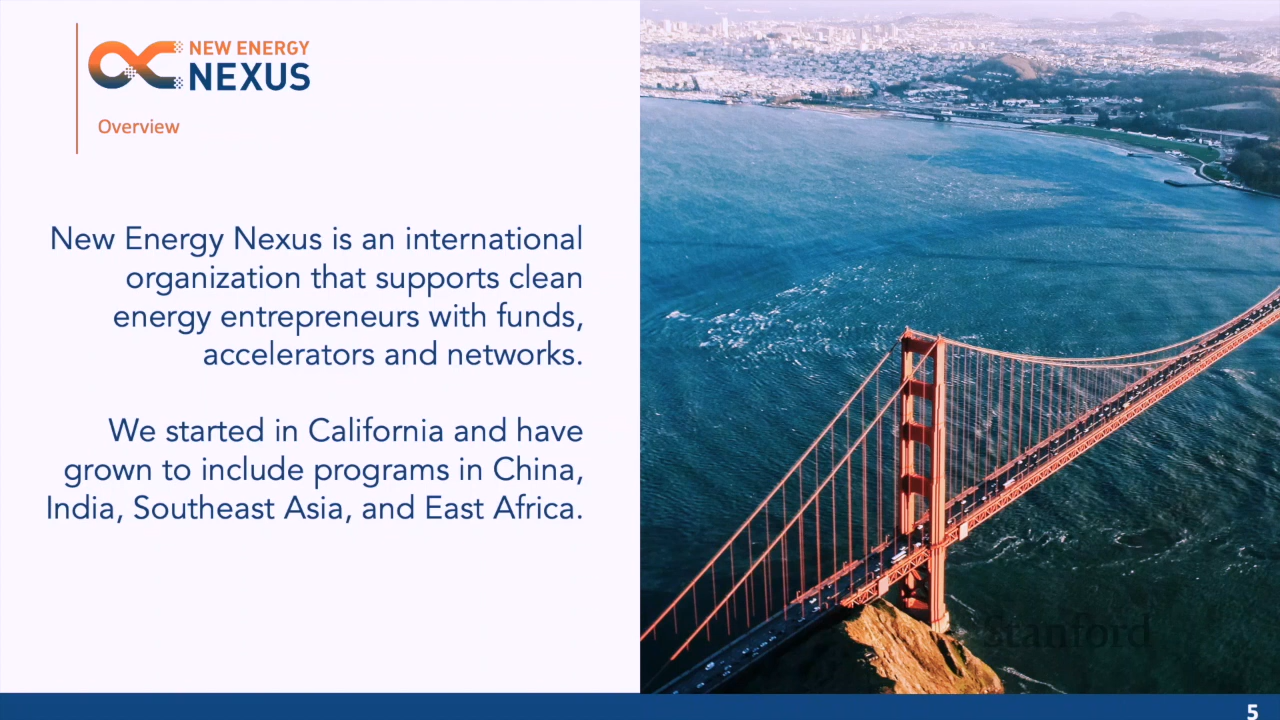 NEW ENERGY
NEXUS
Overview
New Energy Nexus is an international
organization that supports clean
energy entrepreneurs with funds,
accelerators and networks.
We started in California and have
grown to include programs in China,
India, Southeast Asia, and East Africa.
Stanford
5